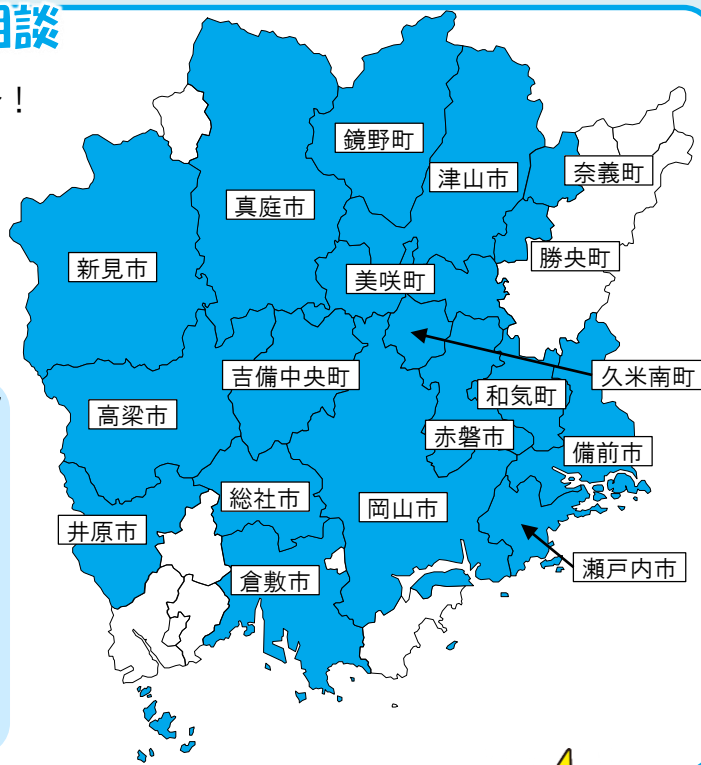 相談
！
鏡野町
奈義町
津山市
真庭市
勝央町
新見市
美咲町
吉備中央町
久米南町
和気町
高梁市
赤磐市
備前市
総社市
岡山市
井原市
瀬戸内市
倉敷市